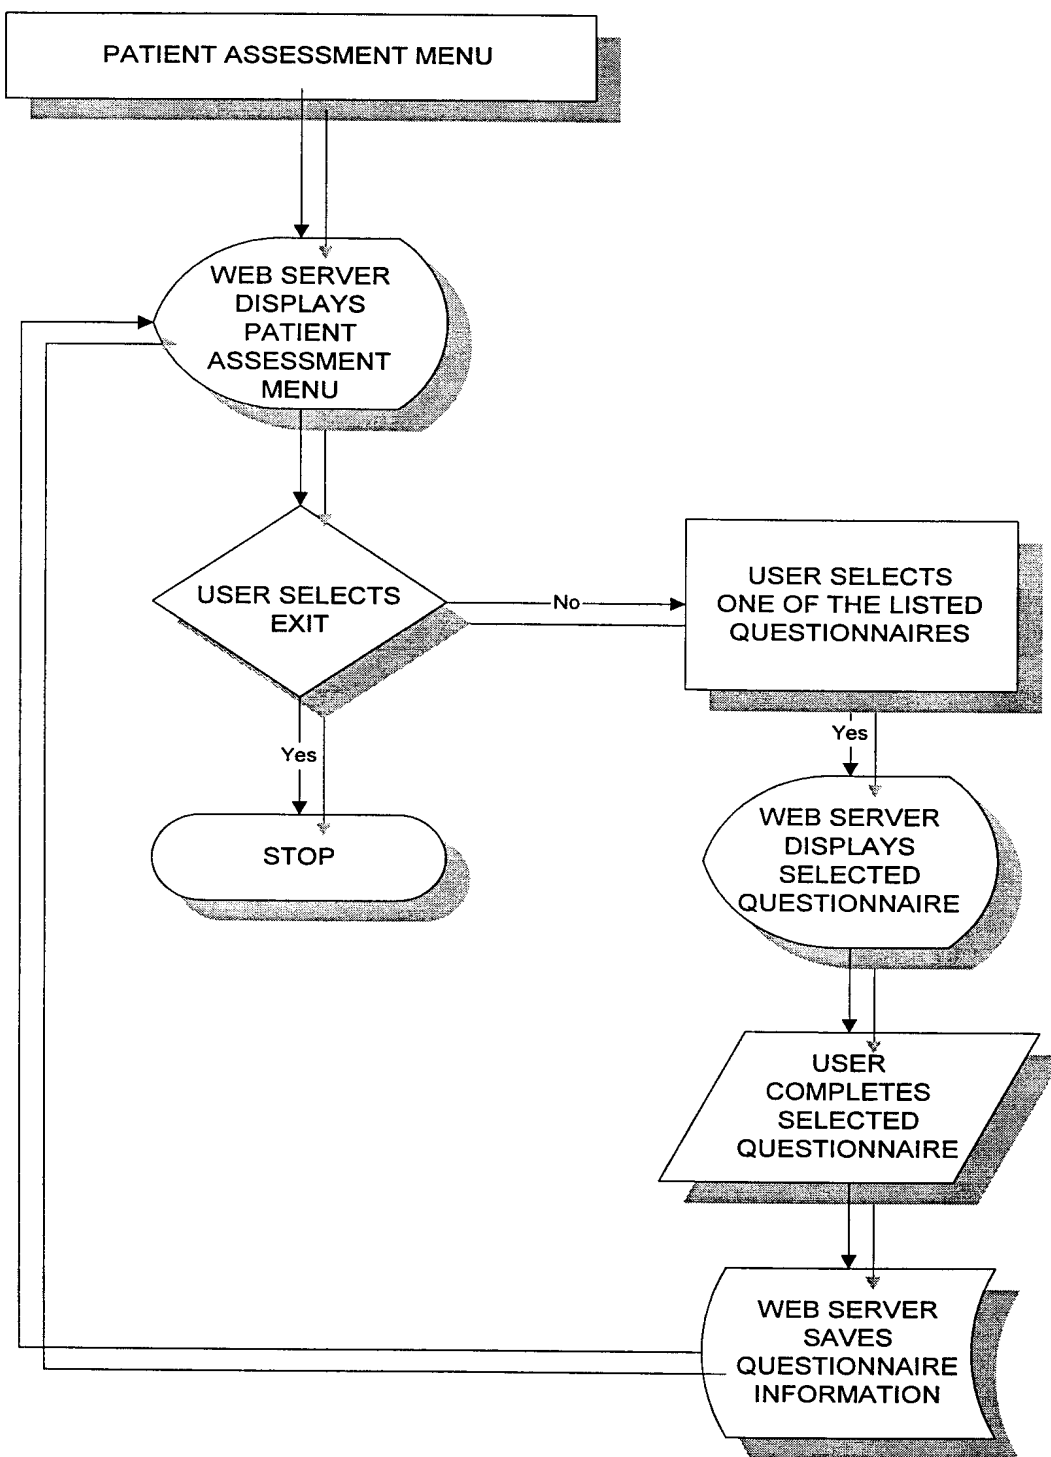 PATIENT ASSESSMENT MENU
WEB SERVER
DISPLAYS
PATIENT
ASSESSMENT
MENU
USER SELECTS
EXIT
No
USER SELECTS
ONE OF THE LISTED
QUESTIONNAIRES
Yes
Yes
STOP
WEB SERVER
DISPLAYS
SELECTED
QUESTIONNAIRE
USER
COMPLETES
SELECTED
QUESTIONNAIRE
WEB SERVER
SAVES
QUESTIONNAIRE
INFORMATION